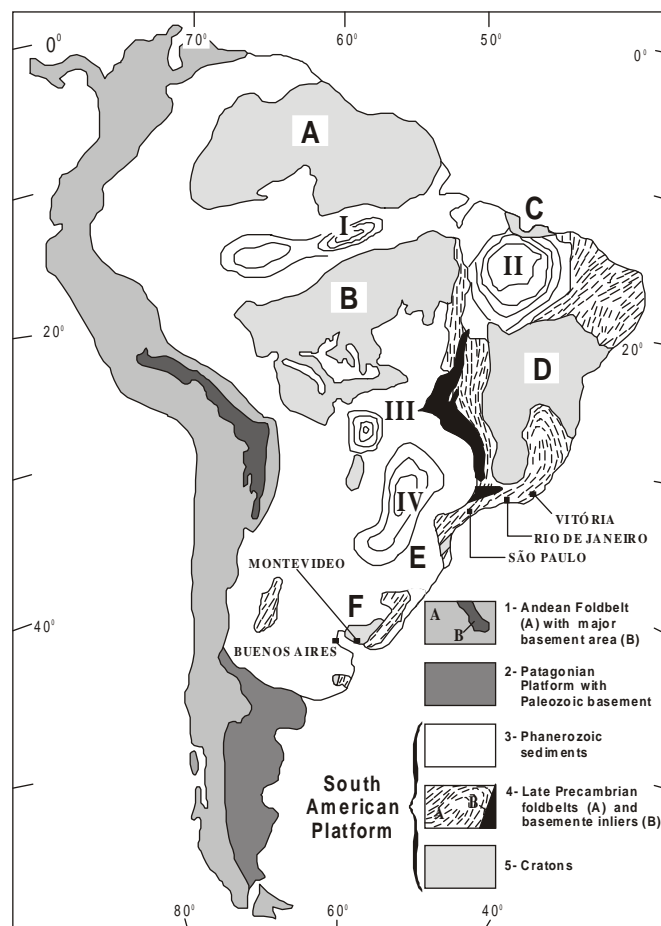 70°
60°
50°
0°
0°
A
C
I
II
B
20°
20°
D
III
IV
VITÓRIA
RIO DE JANEIRO
SÃO PAULO
E
MONTEVIDEO
F
BUENOS AIRES
40°
A
B
1- Andean Foldbelt
(A) with major
basement area (B)
2- Patagonian
Platform with
Paleozoic basement
3- Phanerozoic
sediments
South
American
Platform
A
B
4- Late Precambrian
foldbelts (A) and
basemente inliers (B)
5- Cratons
80°
60°
40°